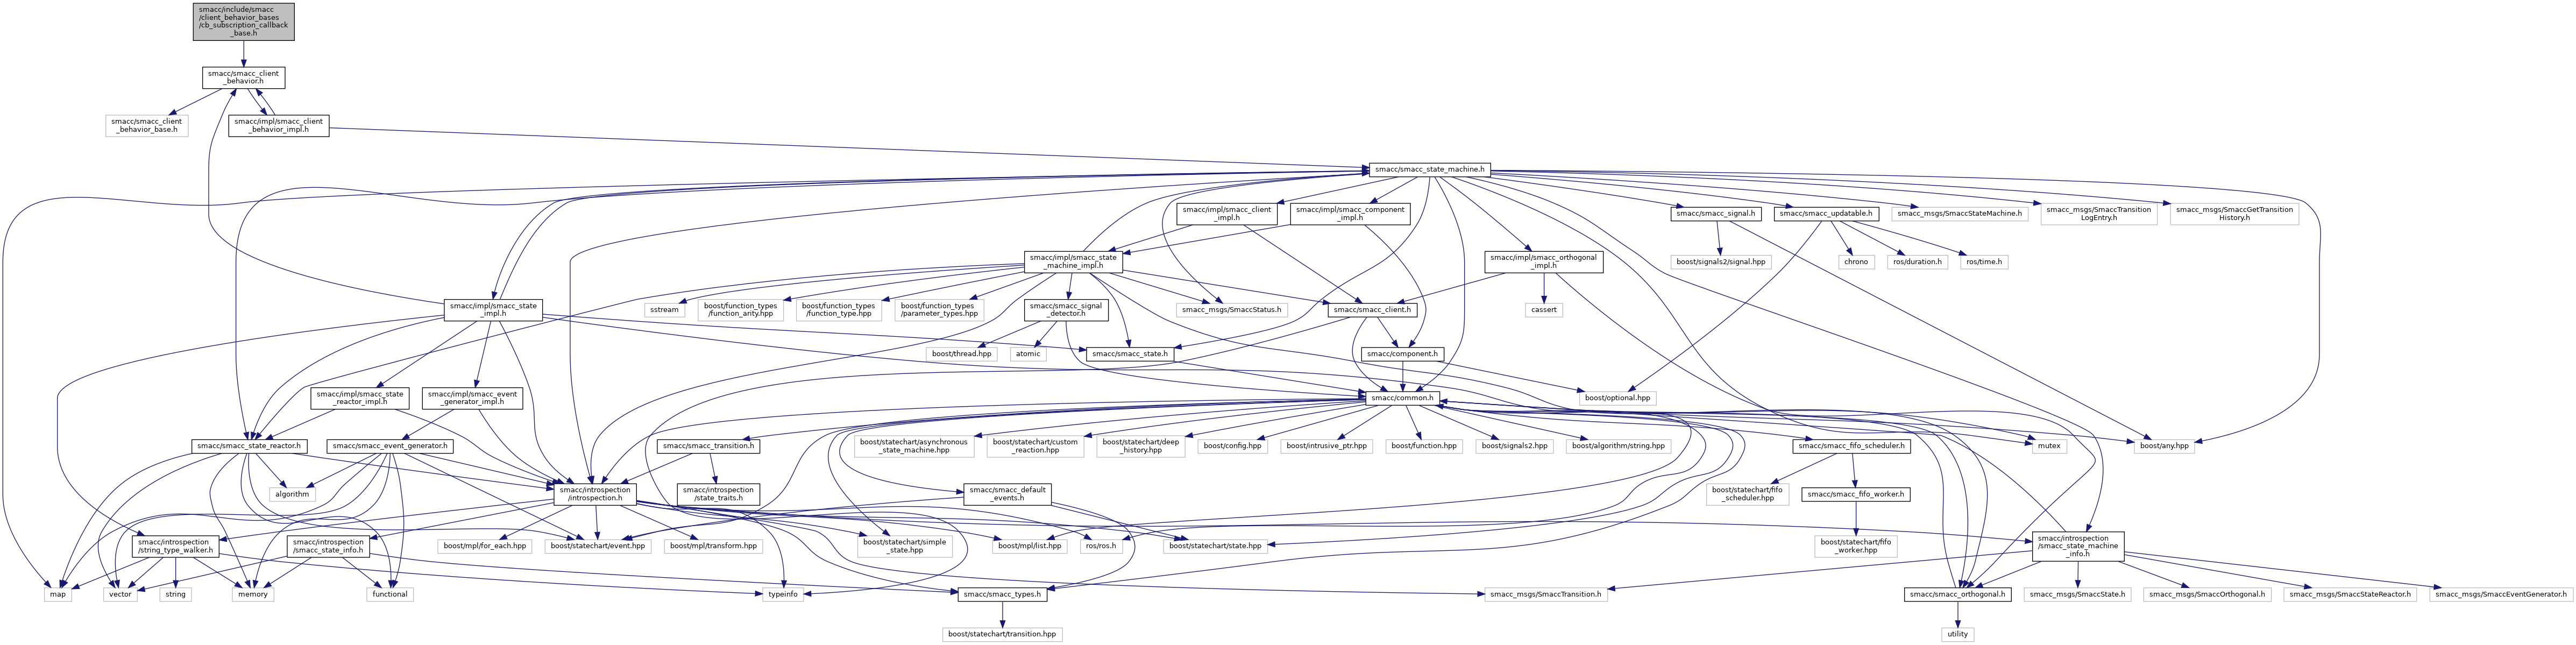 smacc/include/smacc
/client_behavior_bases
/cb_subscription_callback
_base.h
smacc/smacc_client
_behavior.h
smacc/smacc_client
_behavior_base.h
smacc/impl/smacc_client
_behavior_impl.h
smacc/smacc_state_machine.h
smacc/impl/smacc_client
_impl.h
smacc/impl/smacc_component
_impl.h
smacc/smacc_signal.h
smacc/smacc_updatable.h
smacc_msgs/SmaccStateMachine.h
smacc_msgs/SmaccTransition
LogEntry.h
smacc_msgs/SmaccGetTransition
History.h
smacc/impl/smacc_state
_machine_impl.h
smacc/impl/smacc_orthogonal
_impl.h
boost/signals2/signal.hpp
chrono
ros/duration.h
ros/time.h
smacc/impl/smacc_state
_impl.h
sstream
boost/function_types
/function_arity.hpp
boost/function_types
/function_type.hpp
boost/function_types
/parameter_types.hpp
smacc/smacc_signal
_detector.h
smacc_msgs/SmaccStatus.h
smacc/smacc_client.h
cassert
boost/thread.hpp
atomic
smacc/smacc_state.h
smacc/component.h
smacc/impl/smacc_state
_reactor_impl.h
smacc/impl/smacc_event
_generator_impl.h
smacc/common.h
boost/optional.hpp
smacc/smacc_state_reactor.h
smacc/smacc_event_generator.h
smacc/smacc_transition.h
boost/statechart/asynchronous
_state_machine.hpp
boost/statechart/custom
_reaction.hpp
boost/statechart/deep
_history.hpp
boost/config.hpp
boost/intrusive_ptr.hpp
boost/function.hpp
boost/signals2.hpp
boost/algorithm/string.hpp
smacc/smacc_fifo_scheduler.h
mutex
boost/any.hpp
algorithm
smacc/introspection
/introspection.h
smacc/introspection
/state_traits.h
smacc/smacc_default
_events.h
boost/statechart/fifo
_scheduler.hpp
smacc/smacc_fifo_worker.h
smacc/introspection
/string_type_walker.h
smacc/introspection
/smacc_state_info.h
boost/mpl/for_each.hpp
boost/statechart/event.hpp
boost/mpl/transform.hpp
boost/statechart/simple
_state.hpp
boost/mpl/list.hpp
ros/ros.h
boost/statechart/state.hpp
boost/statechart/fifo
_worker.hpp
smacc/introspection
/smacc_state_machine
_info.h
map
vector
string
memory
functional
typeinfo
smacc/smacc_types.h
smacc_msgs/SmaccTransition.h
smacc/smacc_orthogonal.h
smacc_msgs/SmaccState.h
smacc_msgs/SmaccOrthogonal.h
smacc_msgs/SmaccStateReactor.h
smacc_msgs/SmaccEventGenerator.h
boost/statechart/transition.hpp
utility